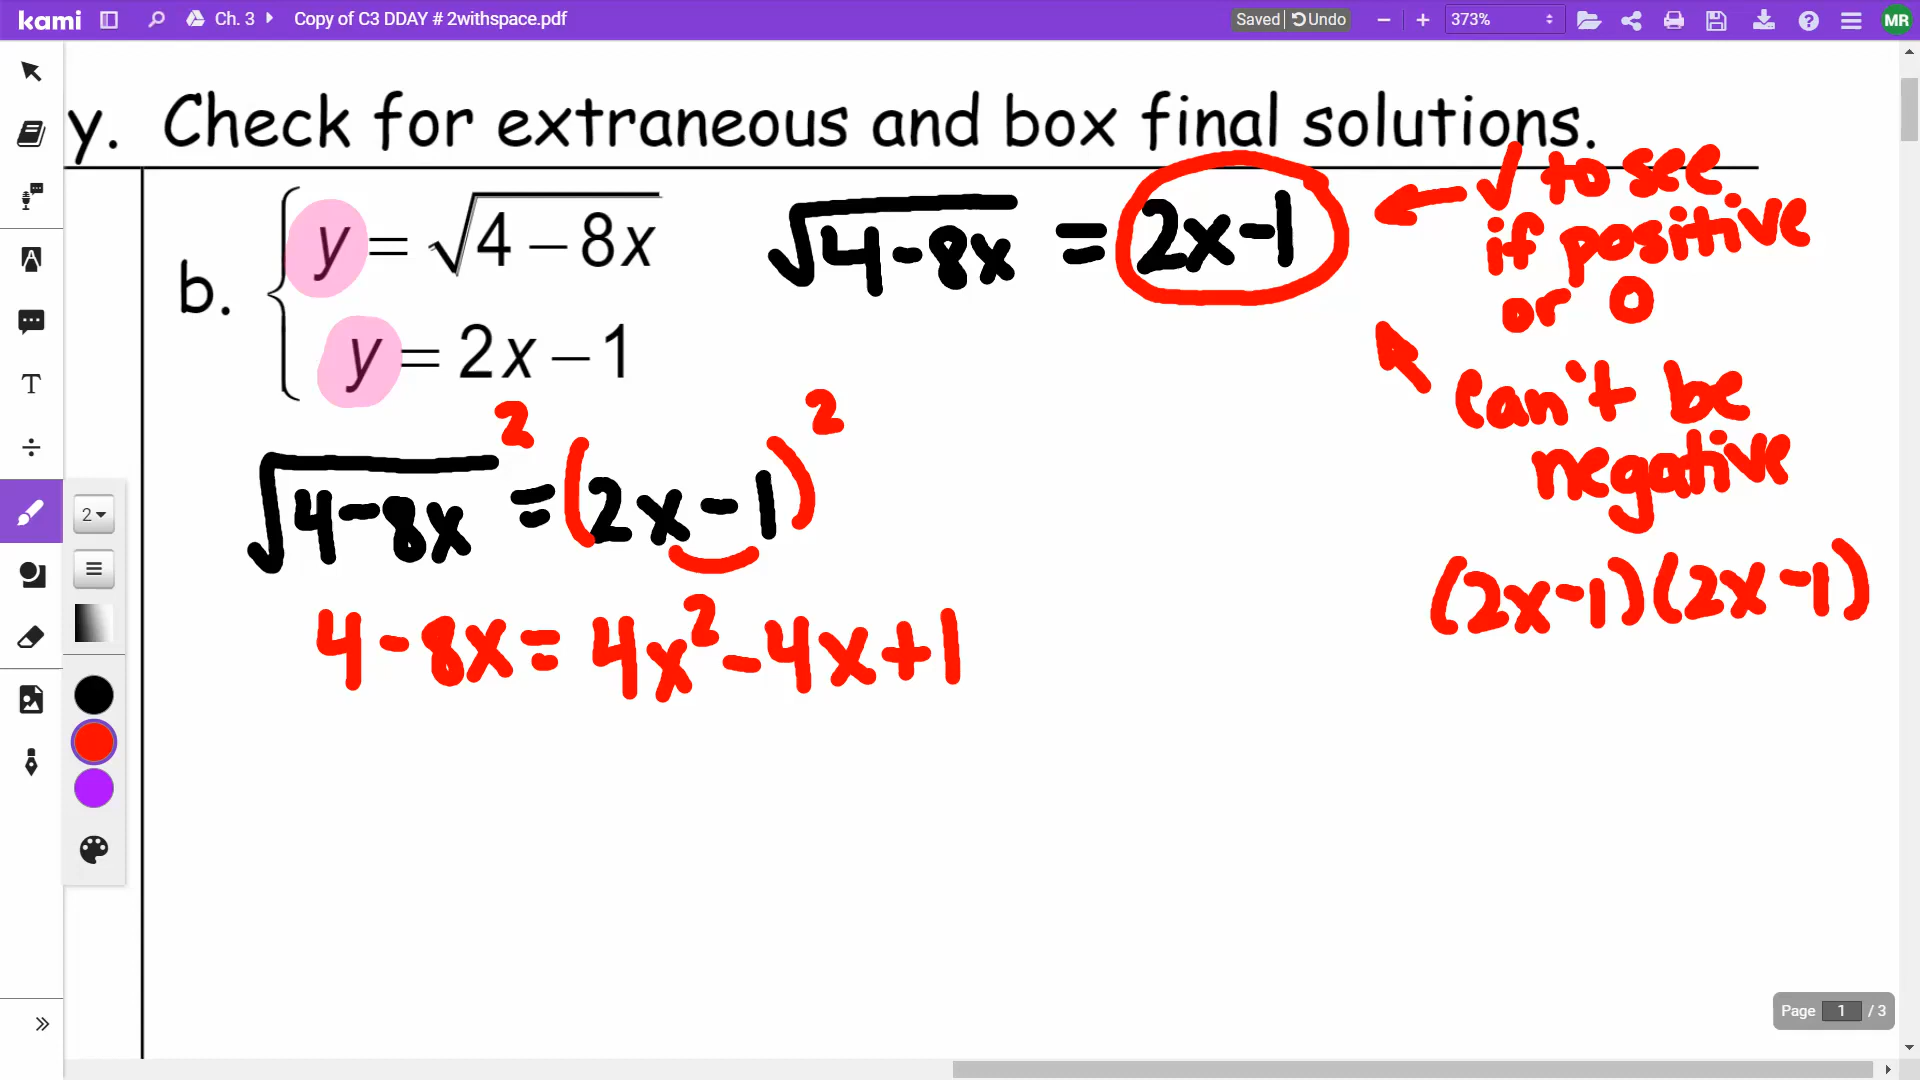 kami Ch. 3 Copy of C3 DDAY # 2withspace.pdf Saved Undo 373% MR
y. Check for extraneous and box final solutions.
b. y = √4 − 8x
y = 2x − 1
√4-8x = 2x-1
√ to see
if positive
or 0
can't be
negative
√4-8x² = (2x-1)²
(2x-1)(2x-1)
4-8x = 4x²-4x+1
2
T
Page 1 / 3